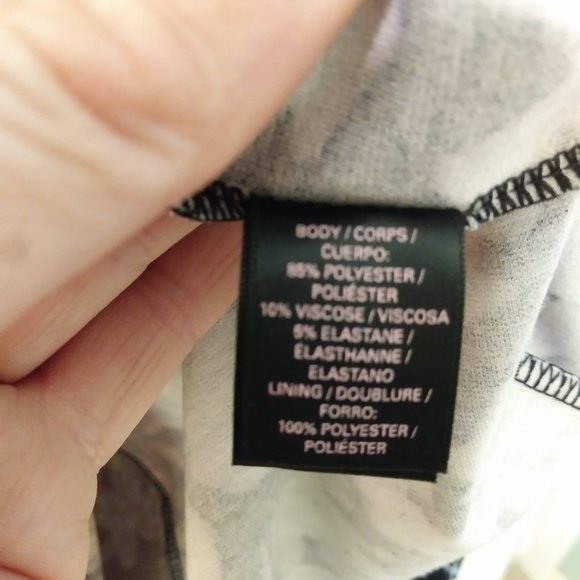 BODY / CORPS /
CUERPO:
85% POLYESTER /
POLIÉSTER
10% VISCOSE / VISCOSA
5% ELASTANE /
ÉLASTHANNE /
ELASTANO
LINING / DOUBLURE /
FORRO:
100% POLYESTER /
POLIÉSTER